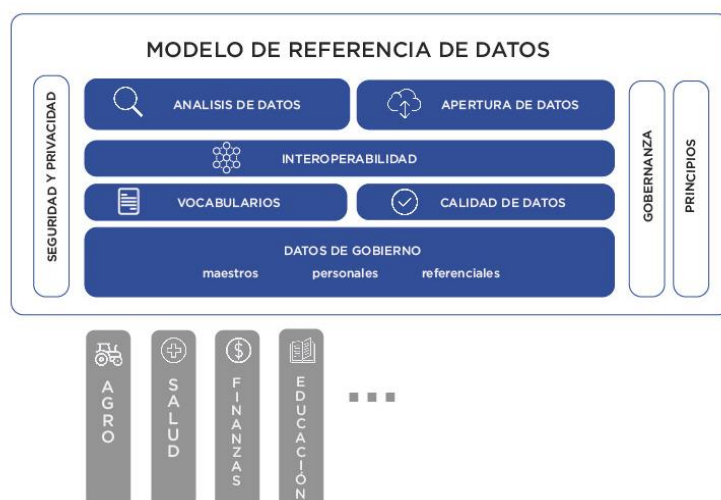 MODELO DE REFERENCIA DE DATOS
SEGURIDAD Y PRIVACIDAD
ANALISIS DE DATOS
APERTURA DE DATOS
INTEROPERABILIDAD
VOCABULARIOS
CALIDAD DE DATOS
DATOS DE GOBIERNO
maestros personales referenciales
GOBERNANZA
PRINCIPIOS
AGRO
SALUD
FINANZAS
EDUCACIÓN